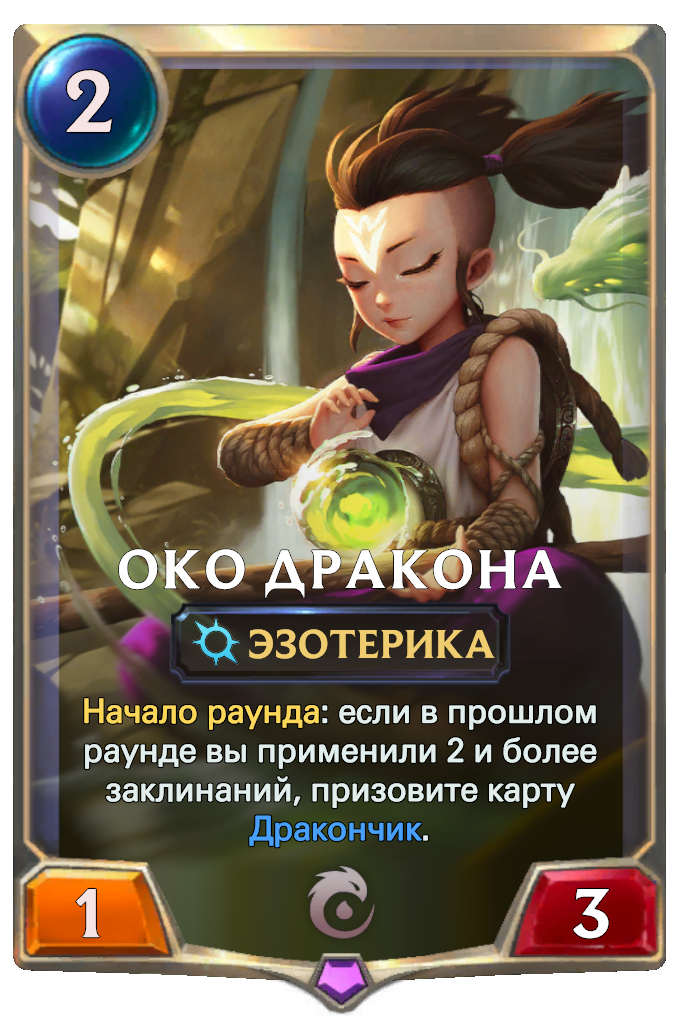 2
ОКО ДРАКОНА
ЭЗОТЕРИКА
Начало раунда: если в прошлом
раунде вы применили 2 и более
заклинаний, призовите карту
Дракончик.
1
3